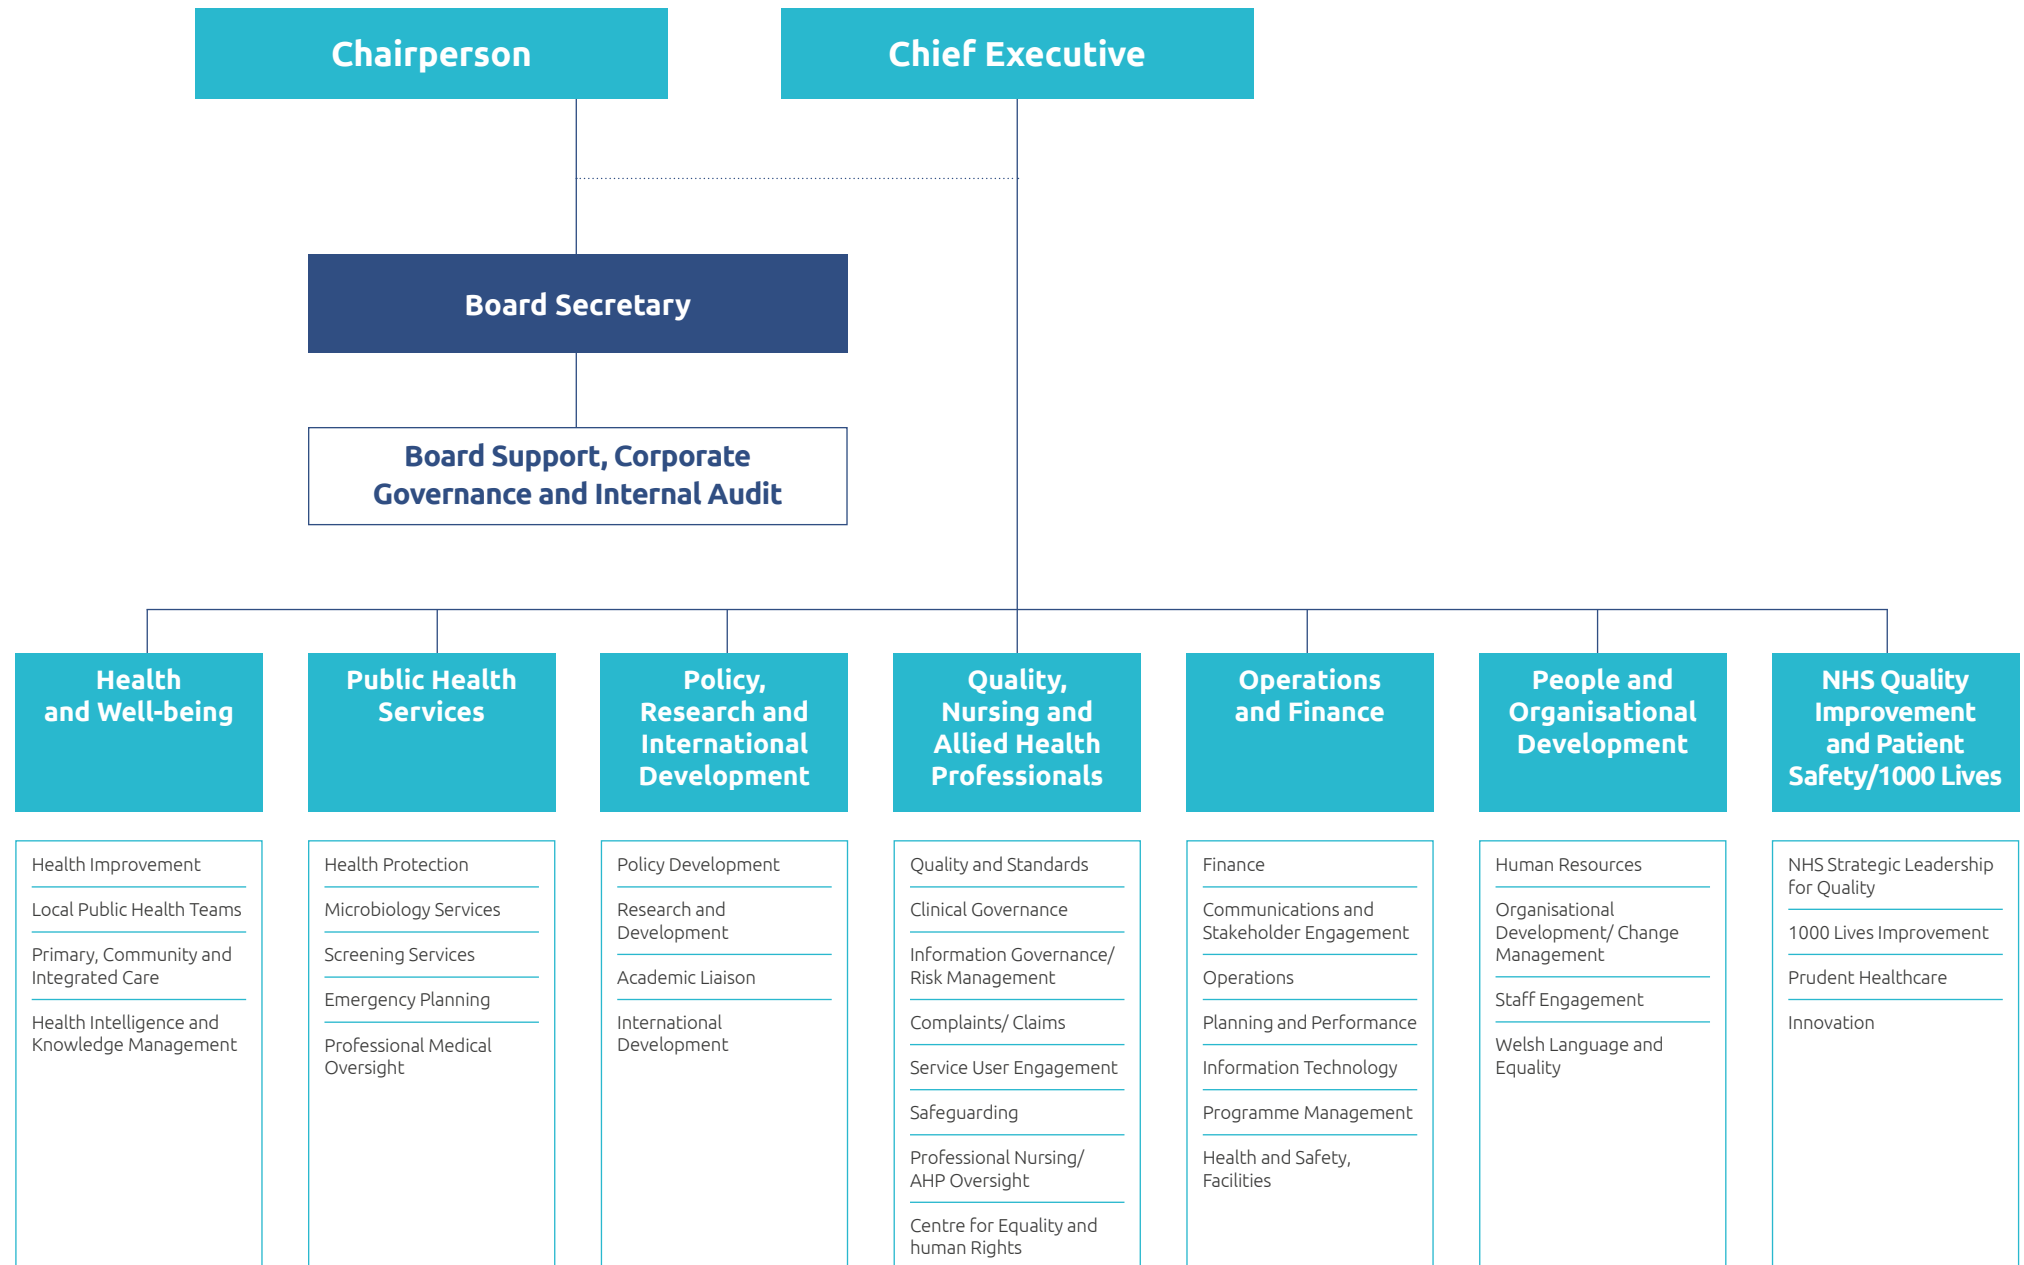 Chairperson
Chief Executive
Board Secretary
Board Support, Corporate
Governance and Internal Audit
Health
and Well-being
Public Health
Services
Policy,
Research and
International
Development
Quality,
Nursing and
Allied Health
Professionals
Operations
and Finance
People and
Organisational
Development
NHS Quality
Improvement
and Patient
Safety/1000 Lives
Health Improvement
Local Public Health Teams
Primary, Community and
Integrated Care
Health Intelligence and
Knowledge Management
Health Protection
Microbiology Services
Screening Services
Emergency Planning
Professional Medical
Oversight
Policy Development
Research and
Development
Academic Liaison
International
Development
Quality and Standards
Clinical Governance
Information Governance/
Risk Management
Complaints/ Claims
Service User Engagement
Safeguarding
Professional Nursing/
AHP Oversight
Centre for Equality and
human Rights
Finance
Communications and
Stakeholder Engagement
Operations
Planning and Performance
Information Technology
Programme Management
Health and Safety,
Facilities
Human Resources
Organisational
Development/ Change
Management
Staff Engagement
Welsh Language and
Equality
NHS Strategic Leadership
for Quality
1000 Lives Improvement
Prudent Healthcare
Innovation